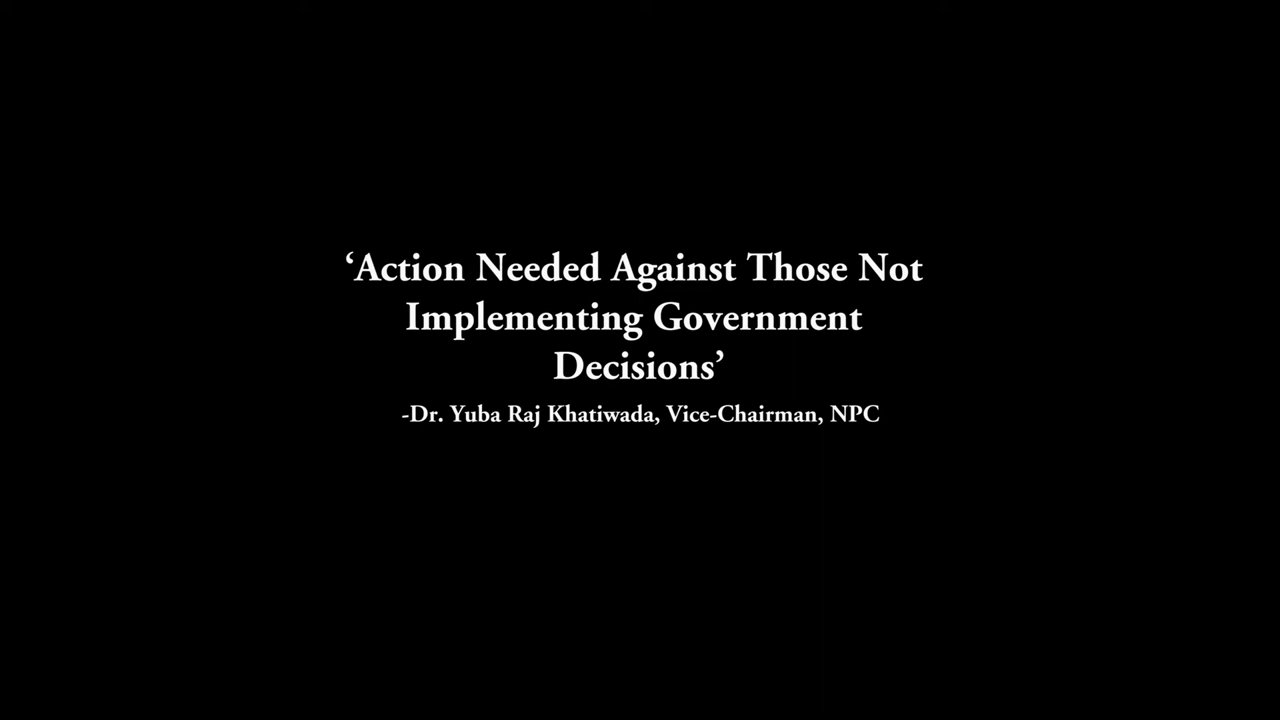 ‘Action Needed Against Those Not
Implementing Government
Decisions’
-Dr. Yuba Raj Khatiwada, Vice-Chairman, NPC